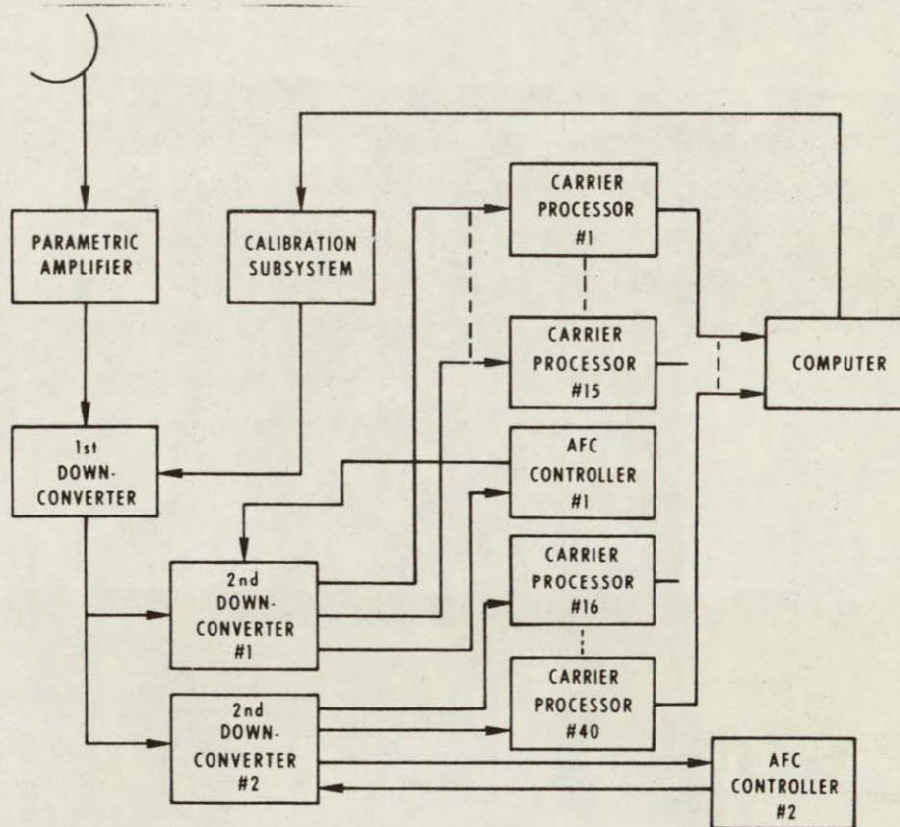 PARAMETRIC
AMPLIFIER
CALIBRATION
SUBSYSTEM
CARRIER
PROCESSOR
#1
CARRIER
PROCESSOR
#15
COMPUTER
1st
DOWN-
CONVERTER
AFC
CONTROLLER
#1
2nd
DOWN-
CONVERTER
#1
CARRIER
PROCESSOR
#16
2nd
DOWN-
CONVERTER
#2
CARRIER
PROCESSOR
#40
AFC
CONTROLLER
#2